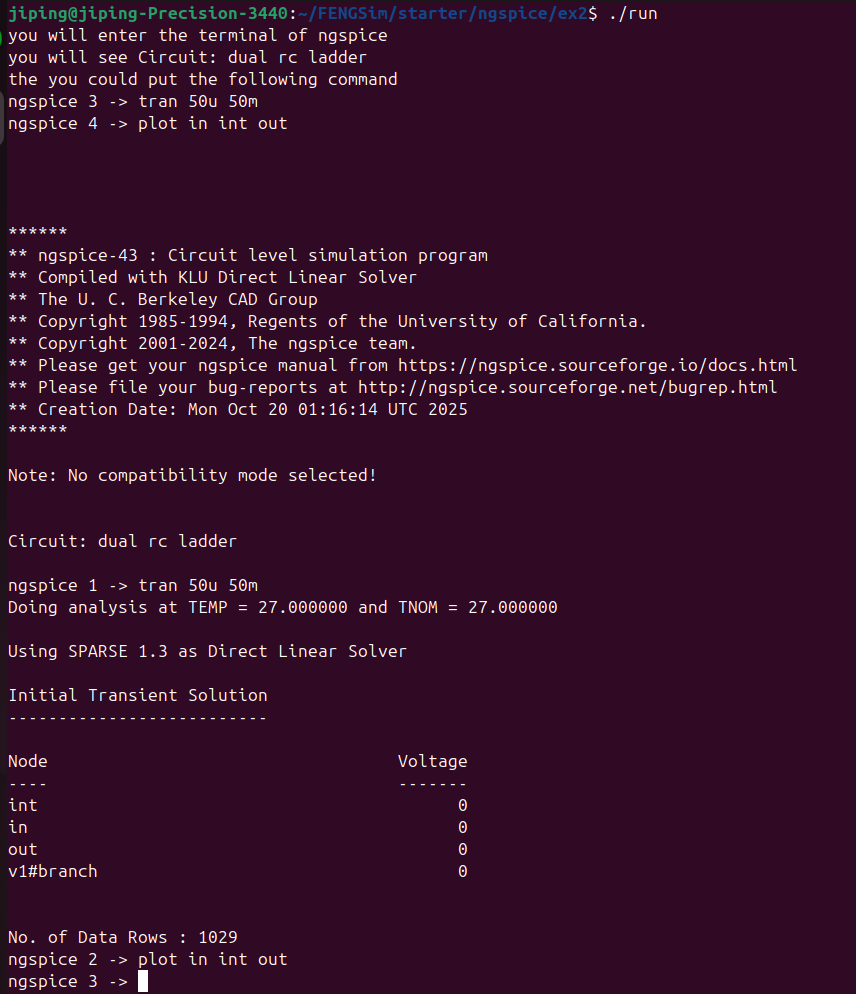 jiping@jiping-Precision-3440:~/FENGSim/starter/ngspice/ex2$ ./run
you will enter the terminal of ngspice
you will see Circuit: dual rc ladder
the you could put the following command
ngspice 3 -> tran 50u 50m
ngspice 4 -> plot in int out
******
** ngspice-43 : Circuit level simulation program
** Compiled with KLU Direct Linear Solver
** The U. C. Berkeley CAD Group
** Copyright 1985-1994, Regents of the University of California.
** Copyright 2001-2024, The ngspice team.
** Please get your ngspice manual from https://ngspice.sourceforge.io/docs.html
** Please file your bug-reports at http://ngspice.sourceforge.net/bugrep.html
** Creation Date: Mon Oct 20 01:16:14 UTC 2025
******
Note: No compatibility mode selected!
Circuit: dual rc ladder
ngspice 1 -> tran 50u 50m
Doing analysis at TEMP = 27.000000 and TNOM = 27.000000
Using SPARSE 1.3 as Direct Linear Solver
Initial Transient Solution
--------------------------
Node                                   Voltage
----                                   -------
int                                          0
in                                           0
out                                          0
v1#branch                                    0
No. of Data Rows : 1029
ngspice 2 -> plot in int out
ngspice 3 ->